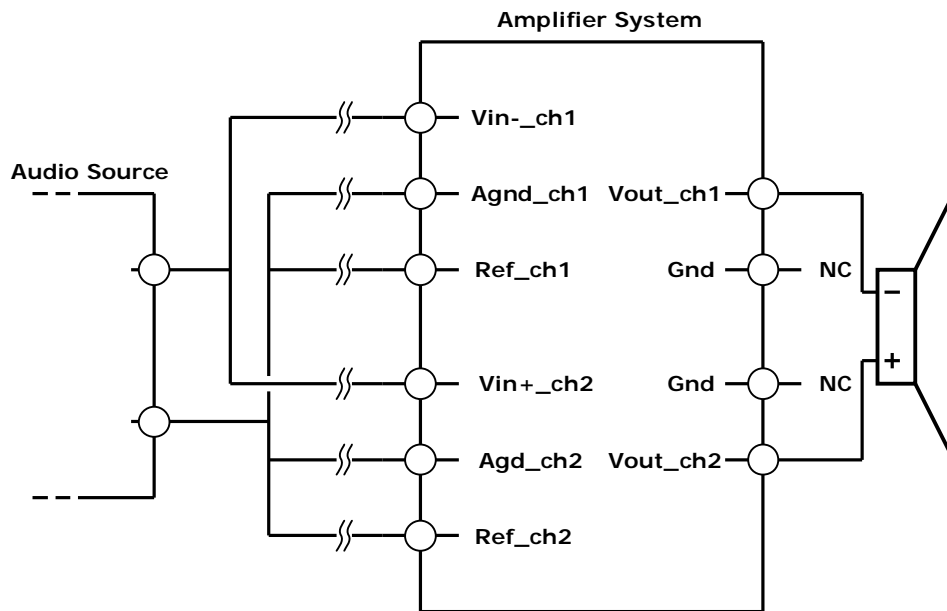 Amplifier System
Vin-_ch1
Audio Source
Agnd_ch1
Vout_ch1
Ref_ch1
Gnd
NC
−
+
Vin+_ch2
Gnd
NC
Agd_ch2
Vout_ch2
Ref_ch2